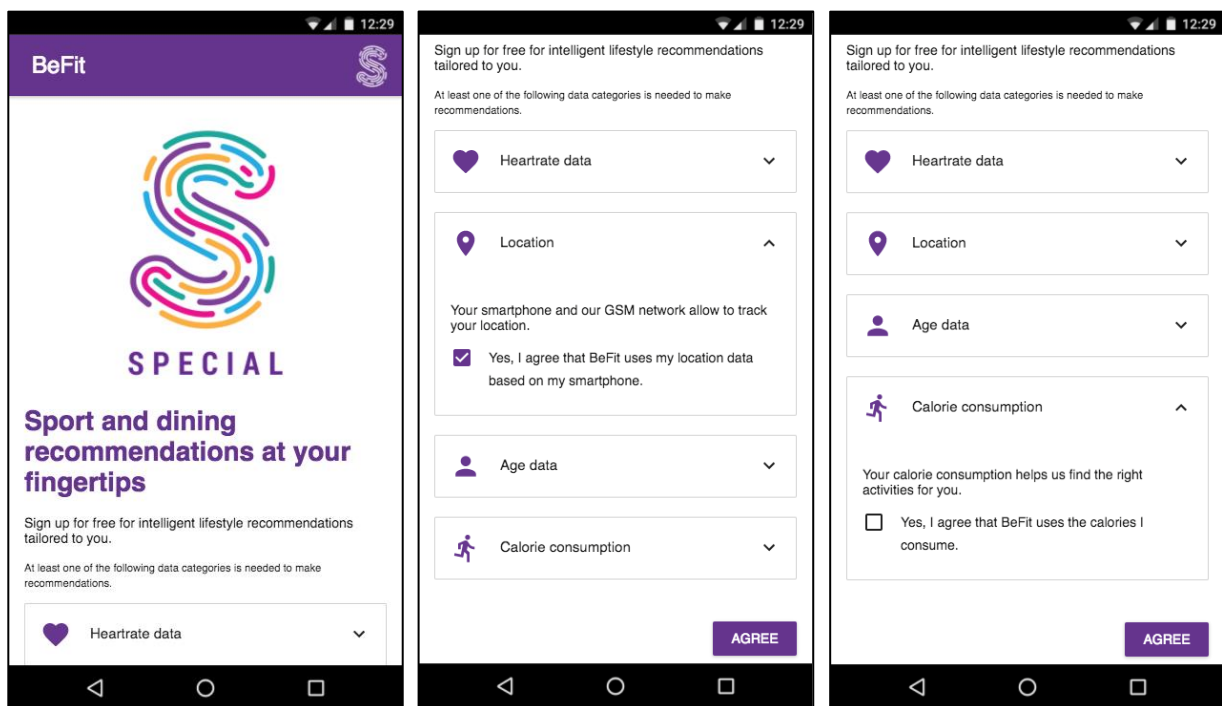 12:29
BeFit
SPECIAL
Sport and dining
recommendations at your
fingertips
Sign up for free for intelligent lifestyle recommendations
tailored to you.
At least one of the following data categories is needed to make
recommendations.
Heartrate data
12:29
Sign up for free for intelligent lifestyle recommendations
tailored to you.
At least one of the following data categories is needed to make
recommendations.
Heartrate data
Location
Your smartphone and our GSM network allow to track
your location.
Yes, I agree that BeFit uses my location data
based on my smartphone.
Age data
Calorie consumption
AGREE
12:29
Sign up for free for intelligent lifestyle recommendations
tailored to you.
At least one of the following data categories is needed to make
recommendations.
Heartrate data
Location
Age data
Calorie consumption
Your calorie consumption helps us find the right
activities for you.
Yes, I agree that BeFit uses the calories I
consume.
AGREE